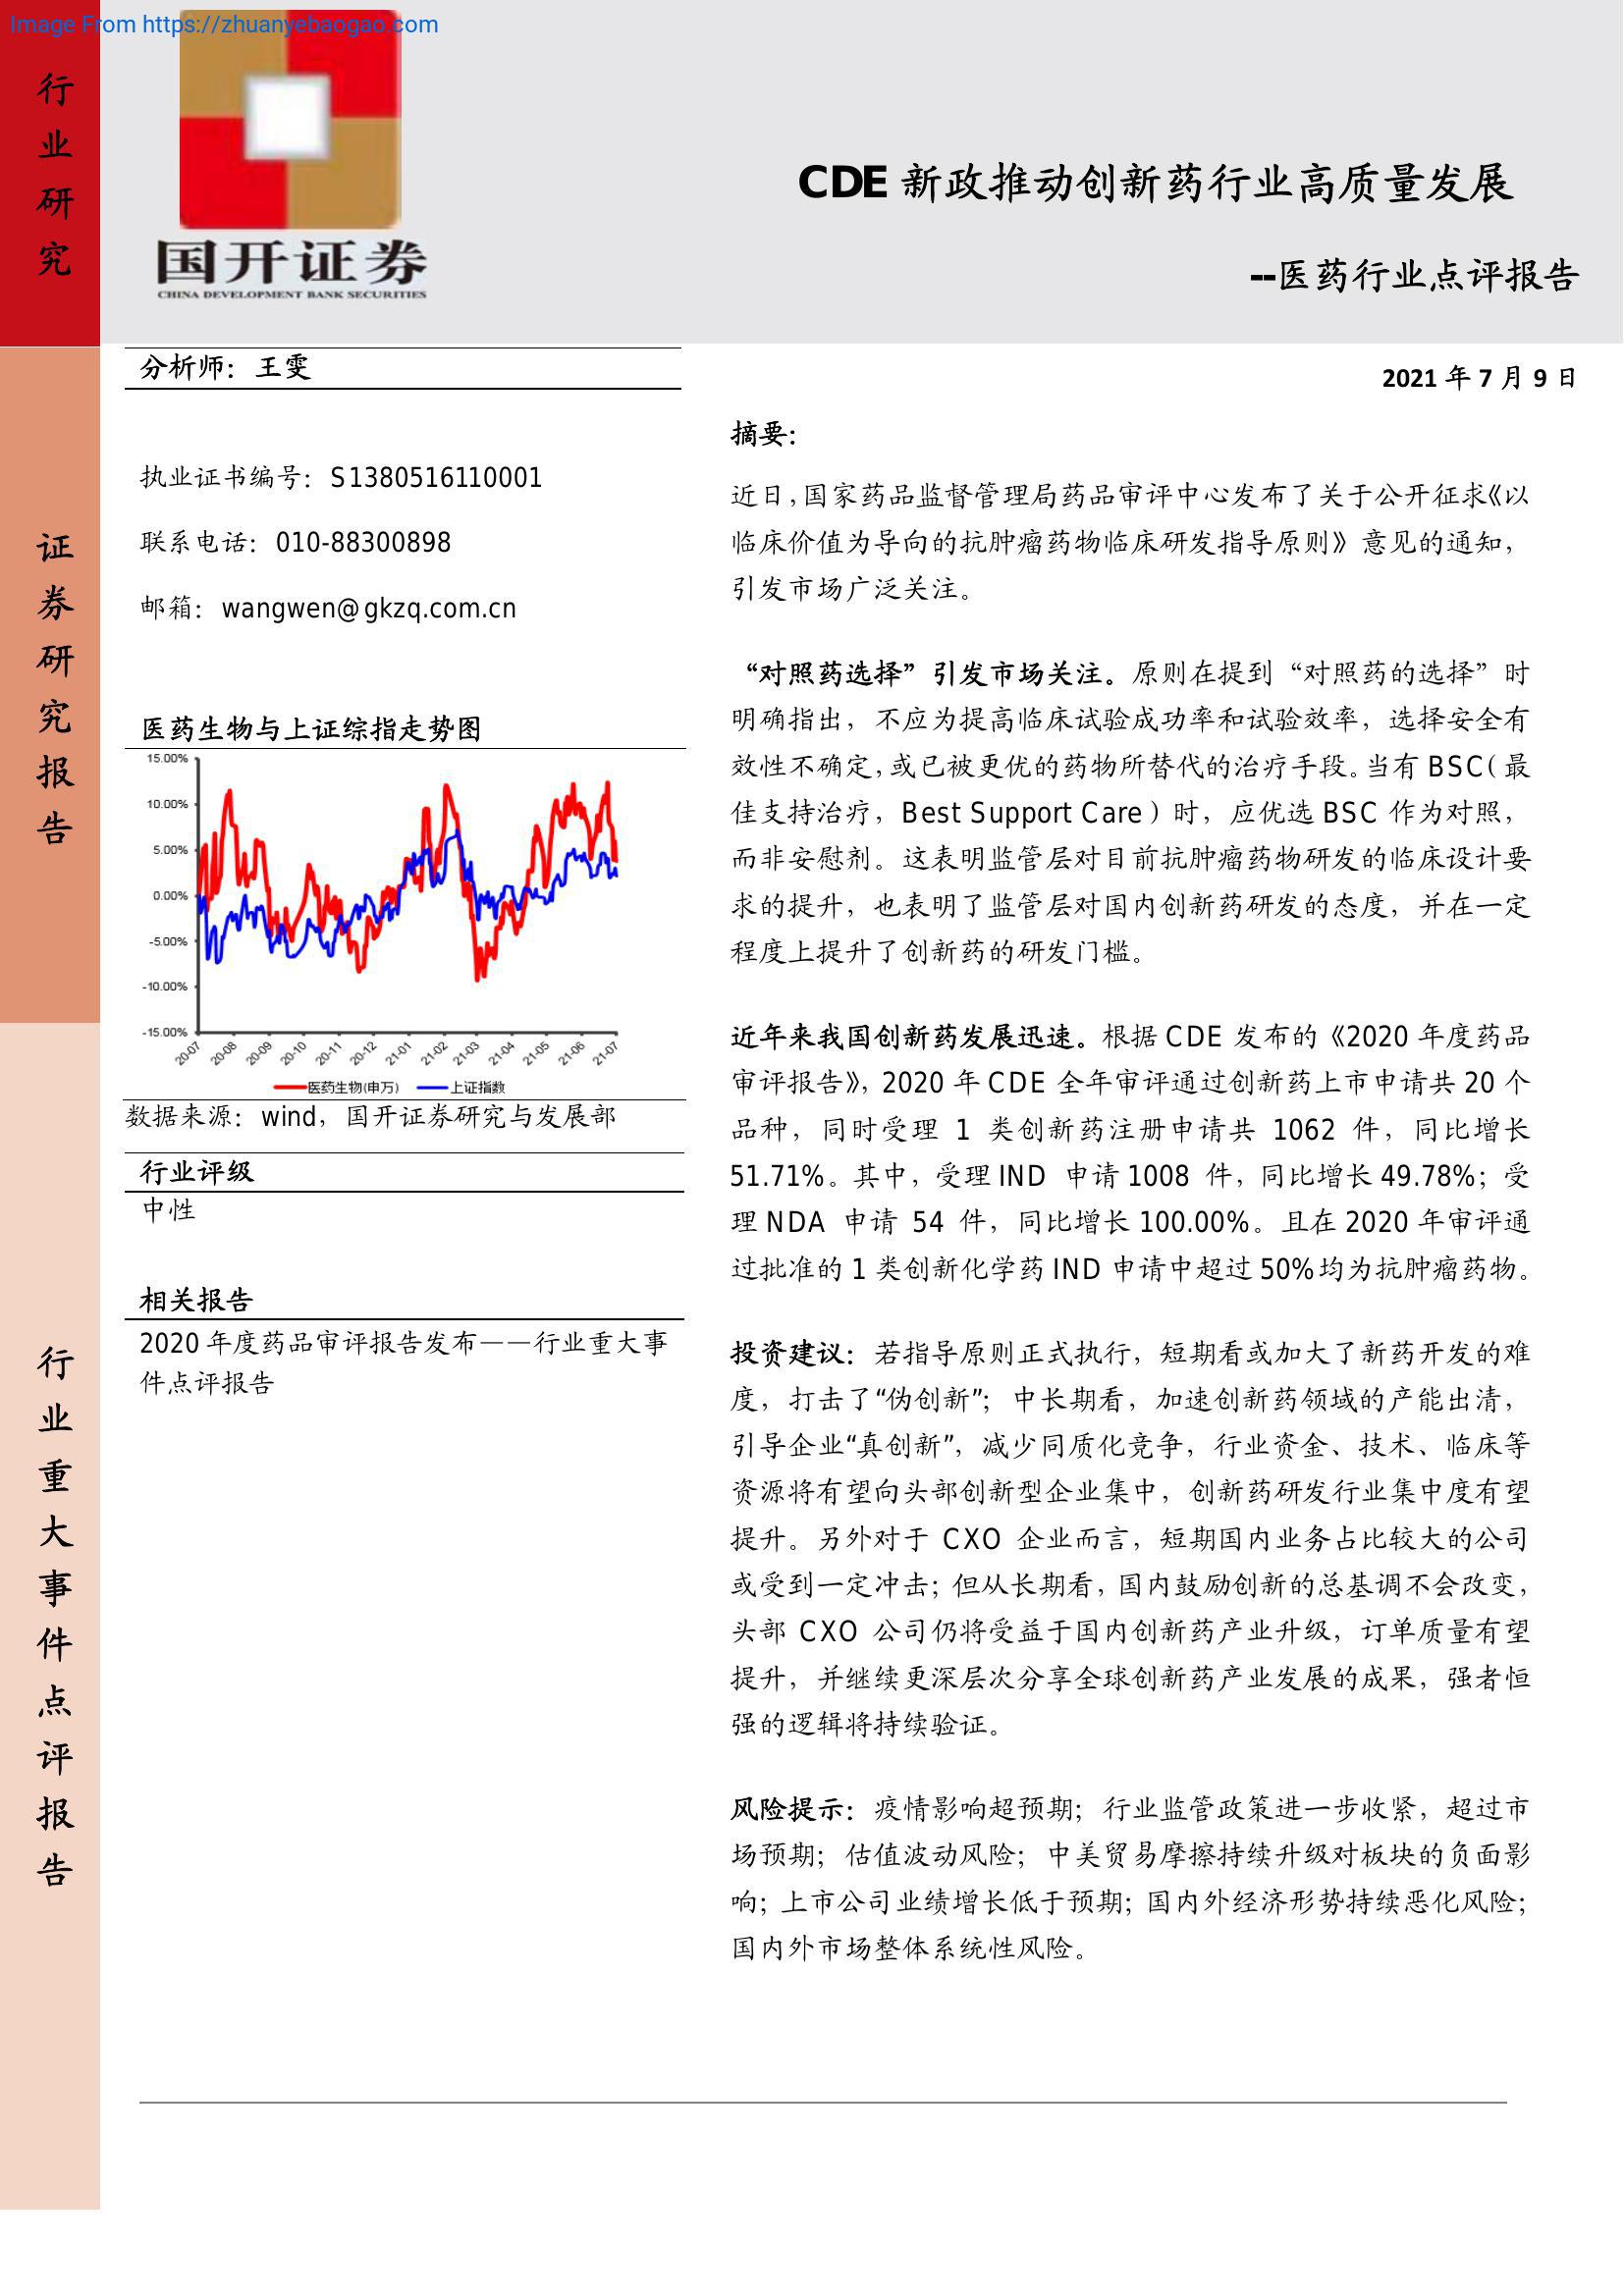 Image From https://zhuanyebaogao.com
行业研究
国开证券
CHINA DEVELOPMENT BANK SECURITIES
CDE 新政推动创新药行业高质量发展
--医药行业点评报告
证券研究报告
行业重大事件点评报告
分析师：王雯
执业证书编号：S1380516110001
联系电话：010-88300898
邮箱：wangwen@gkzq.com.cn
医药生物与上证综指走势图
15.00%
10.00%
5.00%
0.00%
-5.00%
-10.00%
-15.00%
20-07 20-08 20-09 20-10 20-11 20-12 21-01 21-02 21-03 21-04 21-05 21-06 21-07
医药生物(申万) 上证指数
数据来源：wind，国开证券研究与发展部
行业评级
中性
相关报告
2020 年度药品审评报告发布——行业重大事
件点评报告
2021 年 7 月 9 日
摘要：
近日，国家药品监督管理局药品审评中心发布了关于公开征求《以
临床价值为导向的抗肿瘤药物临床研发指导原则》意见的通知，
引发市场广泛关注。
“对照药选择”引发市场关注。原则在提到“对照药的选择”时
明确指出，不应为提高临床试验成功率和试验效率，选择安全有
效性不确定，或已被更优的药物所替代的治疗手段。当有 BSC（最
佳支持治疗，Best Support Care）时，应优选 BSC 作为对照，
而非安慰剂。这表明监管层对目前抗肿瘤药物研发的临床设计要
求的提升，也表明了监管层对国内创新药研发的态度，并在一定
程度上提升了创新药的研发门槛。
近年来我国创新药发展迅速。根据 CDE 发布的《2020 年度药品
审评报告》，2020 年 CDE 全年审评通过创新药上市申请共 20 个
品种，同时受理 1 类创新药注册申请共 1062 件，同比增长
51.71%。其中，受理 IND 申请 1008 件，同比增长 49.78%；受
理 NDA 申请 54 件，同比增长 100.00%。且在 2020 年审评通
过批准的 1 类创新化学药 IND 申请中超过 50%均为抗肿瘤药物。
投资建议：若指导原则正式执行，短期看或加大了新药开发的难
度，打击了“伪创新”；中长期看，加速创新药领域的产能出清，
引导企业“真创新”，减少同质化竞争，行业资金、技术、临床等
资源将有望向头部创新型企业集中，创新药研发行业集中度有望
提升。另外对于 CXO 企业而言，短期国内业务占比较大的公司
或受到一定冲击；但从长期看，国内鼓励创新的总基调不会改变，
头部 CXO 公司仍将受益于国内创新药产业升级，订单质量有望
提升，并继续更深层次分享全球创新药产业发展的成果，强者恒
强的逻辑将持续验证。
风险提示：疫情影响超预期；行业监管政策进一步收紧，超过市
场预期；估值波动风险；中美贸易摩擦持续升级对板块的负面影
响；上市公司业绩增长低于预期；国内外经济形势持续恶化风险；
国内外市场整体系统性风险。